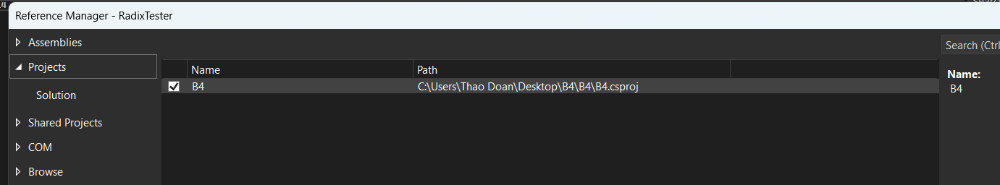 Reference Manager - RadixTester
Assemblies
Projects
Solution
Shared Projects
COM
Browse
Name Path
B4 C:\Users\Thao Doan\Desktop\B4\B4\B4.csproj
Search (Ctrl
Name:
B4